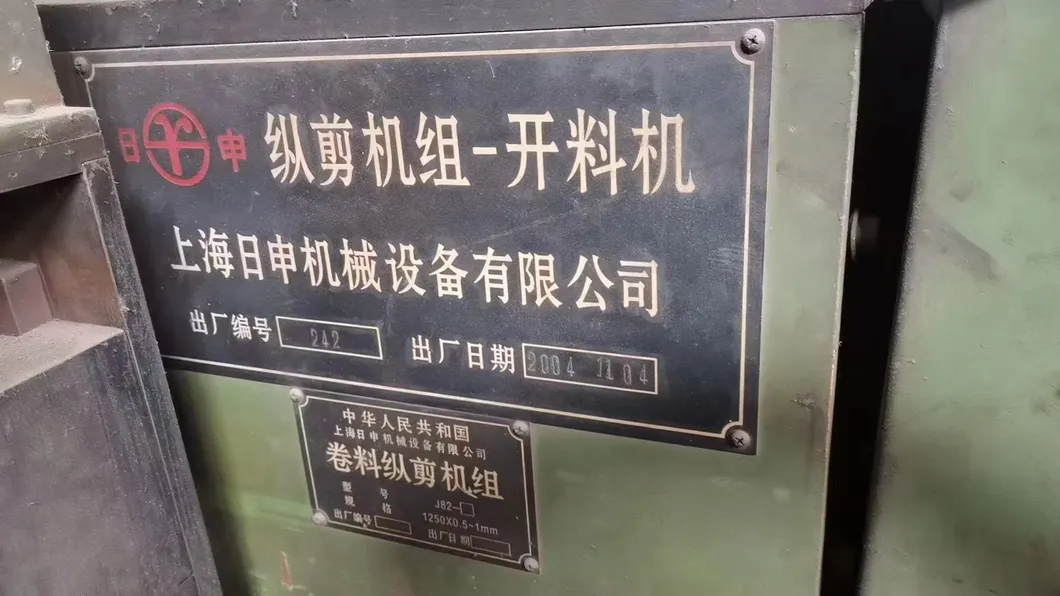 日申 纵剪机组-开料机
上海日申机械设备有限公司
出厂编号 242 出厂日期 2004 11 04
中华人民共和国
上海日申机械设备有限公司
卷料纵剪机组
型号 J82-□
规格 1250X0.5~1mm
出厂编号 出厂日期